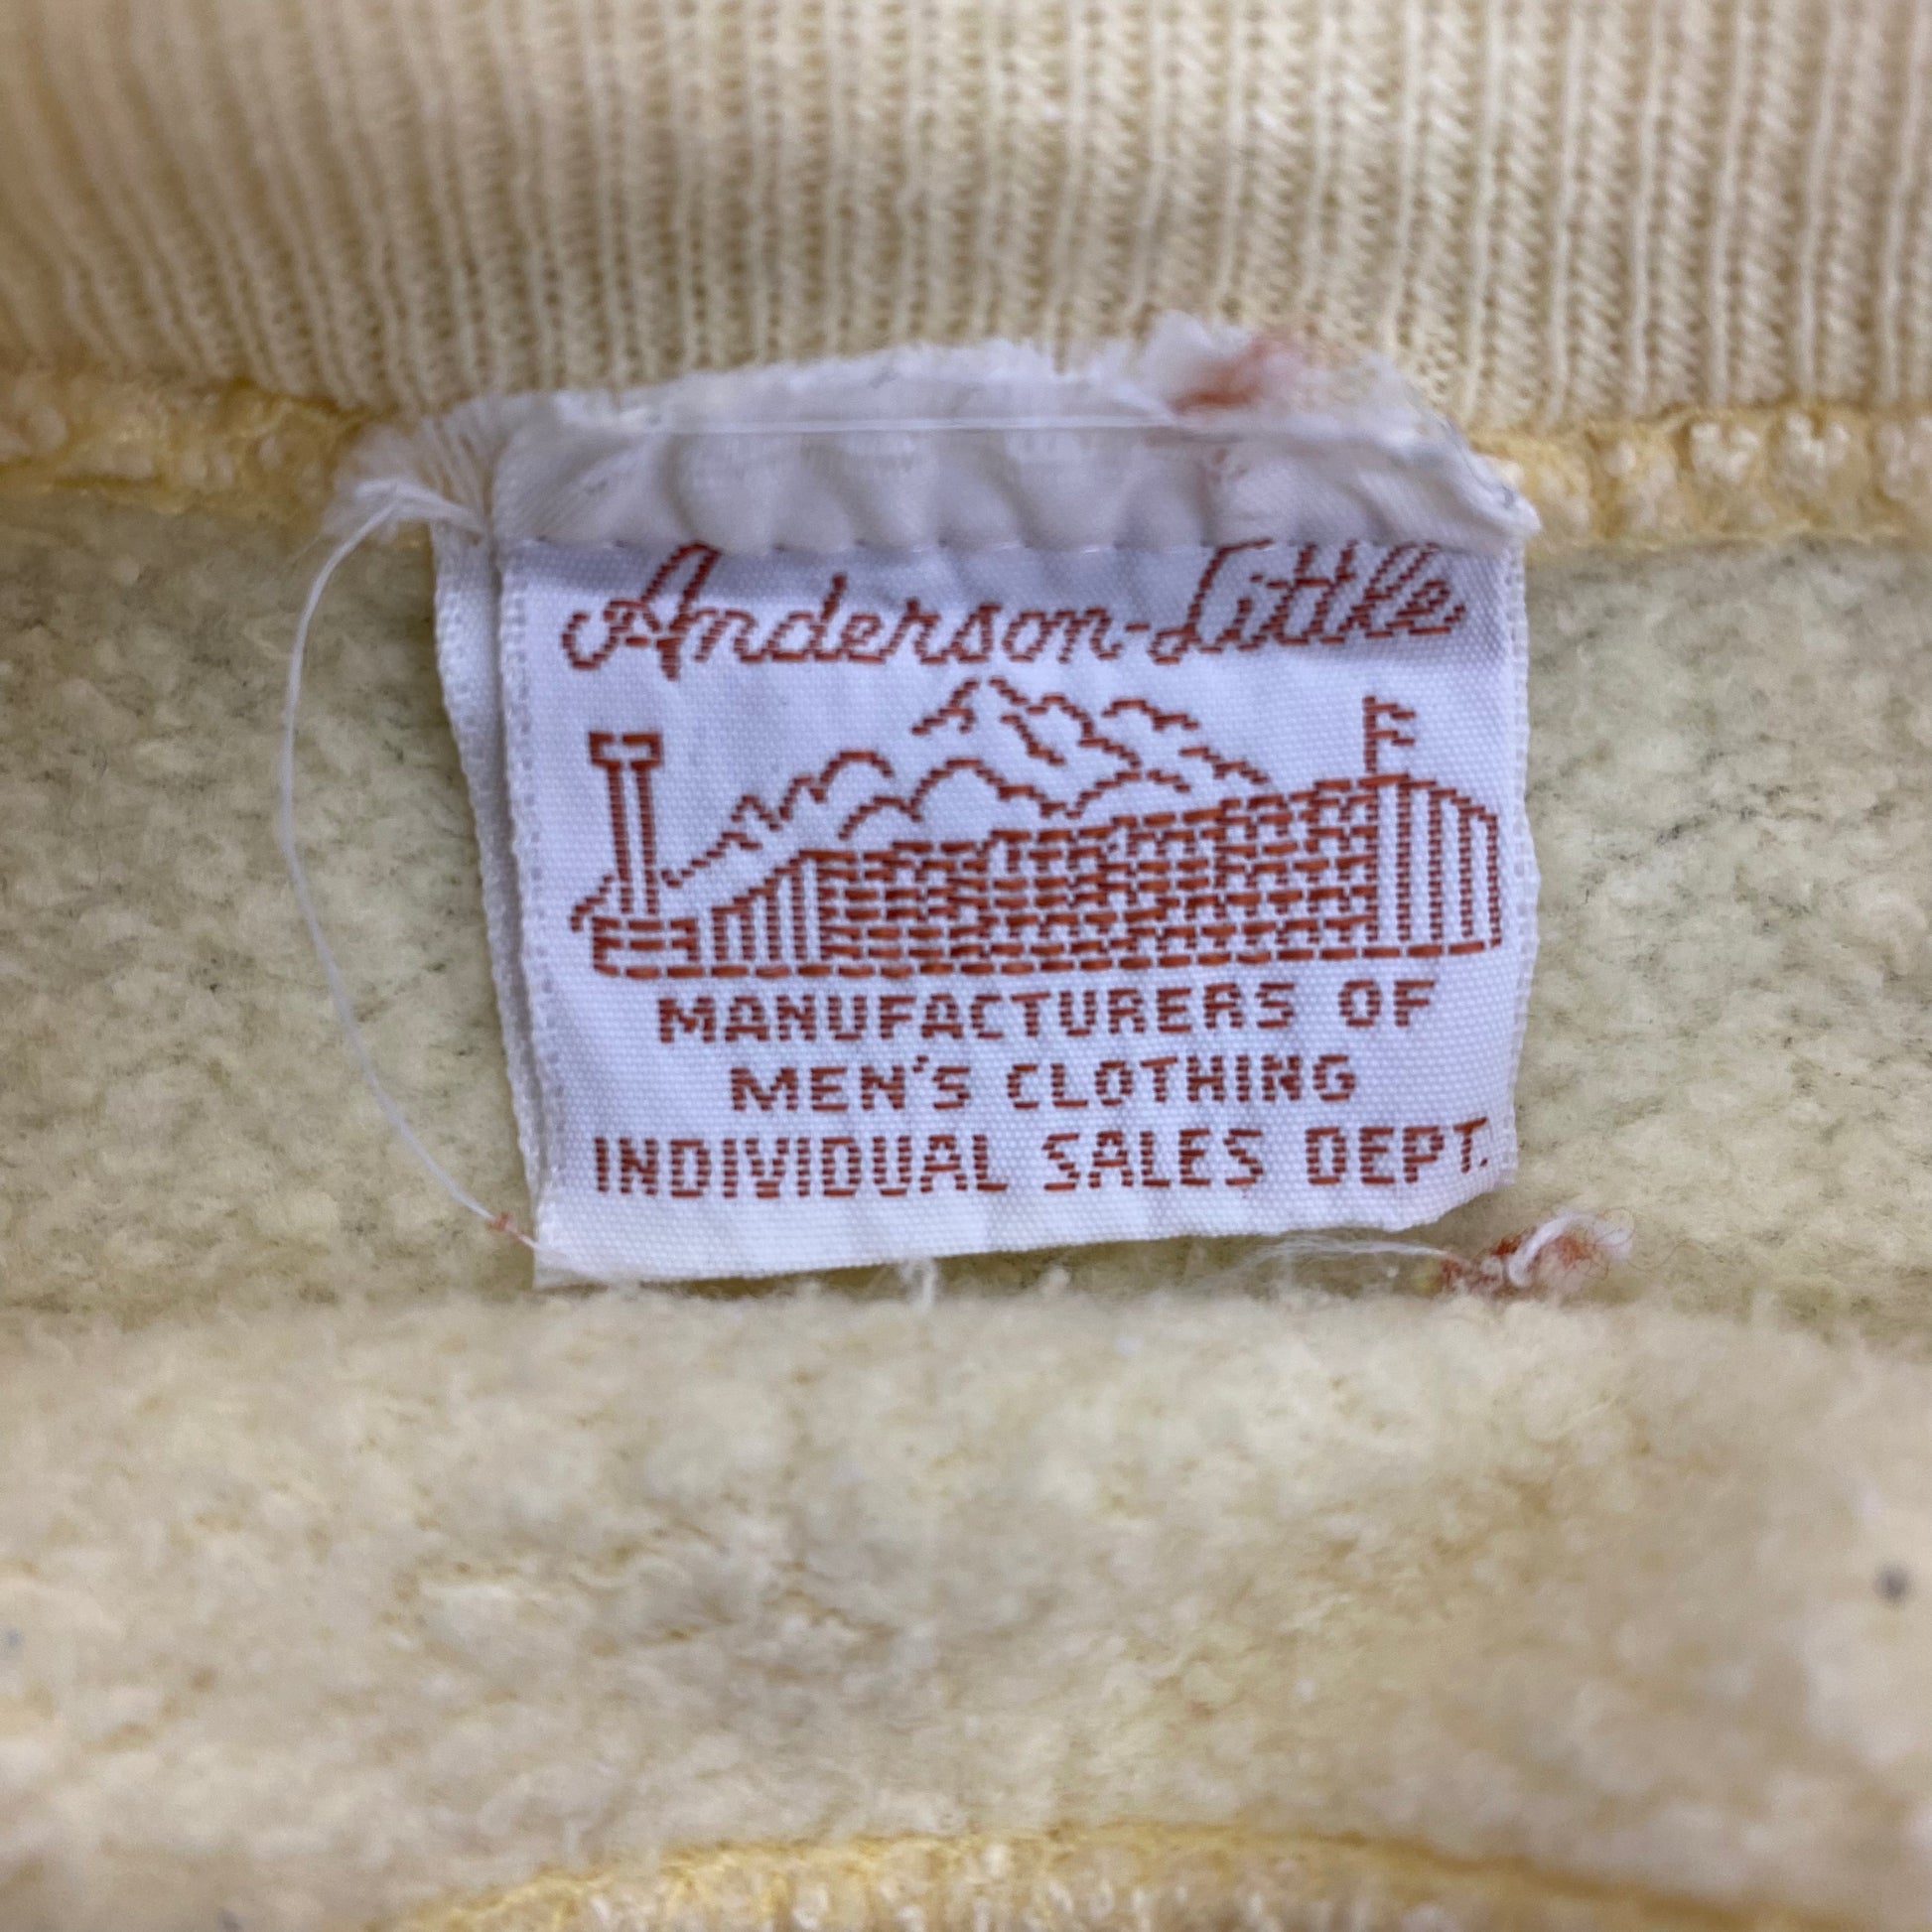 Anderson-Little
MANUFACTURERS OF
MEN'S CLOTHING
INDIVIDUAL SALES DEPT.